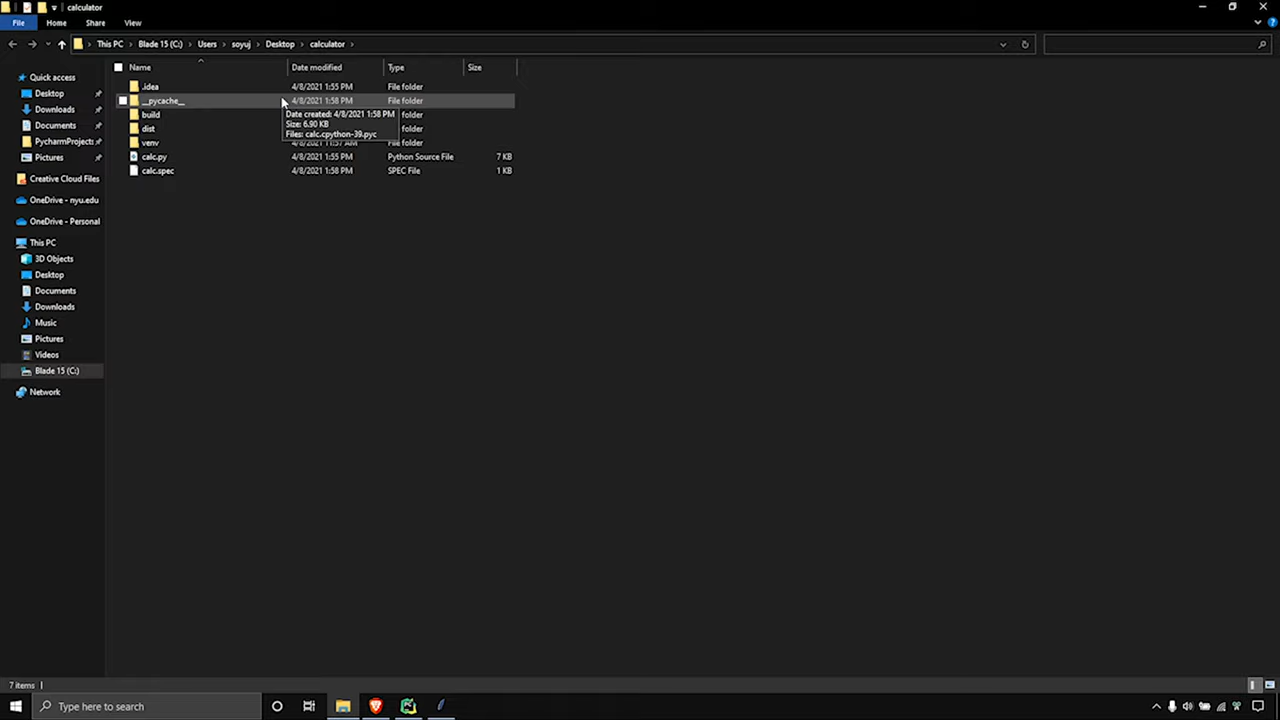 calculator
File Home Share View
This PC Blade 15 (C:) Users soyuj Desktop calculator
Name Date modified Type Size
.idea 4/8/2021 1:55 PM File folder
__pycache__ 4/8/2021 1:58 PM File folder
build folder
dist folder
venv 4/8/2021 11:57 AM File folder
calc.py 4/8/2021 1:55 PM Python Source File 7 KB
calc.spec 4/8/2021 1:58 PM SPEC File 1 KB
Date created: 4/8/2021 1:58 PM
Size: 6.90 KB
Files: calc.cpython-39.pyc
Quick access
Desktop
Downloads
Documents
PycharmProjects
Pictures
Creative Cloud Files
OneDrive - nyu.edu
OneDrive - Personal
This PC
3D Objects
Desktop
Documents
Downloads
Music
Pictures
Videos
Blade 15 (C:)
Network
7 items
Type here to search